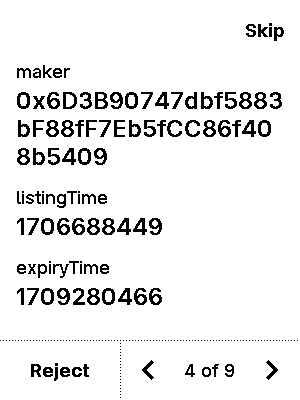 Skip
maker
0x6D3B90747dbf5883
bF88fF7Eb5fCC86f40
8b5409
listingTime
1706688449
expiryTime
1709280466
Reject
4 of 9